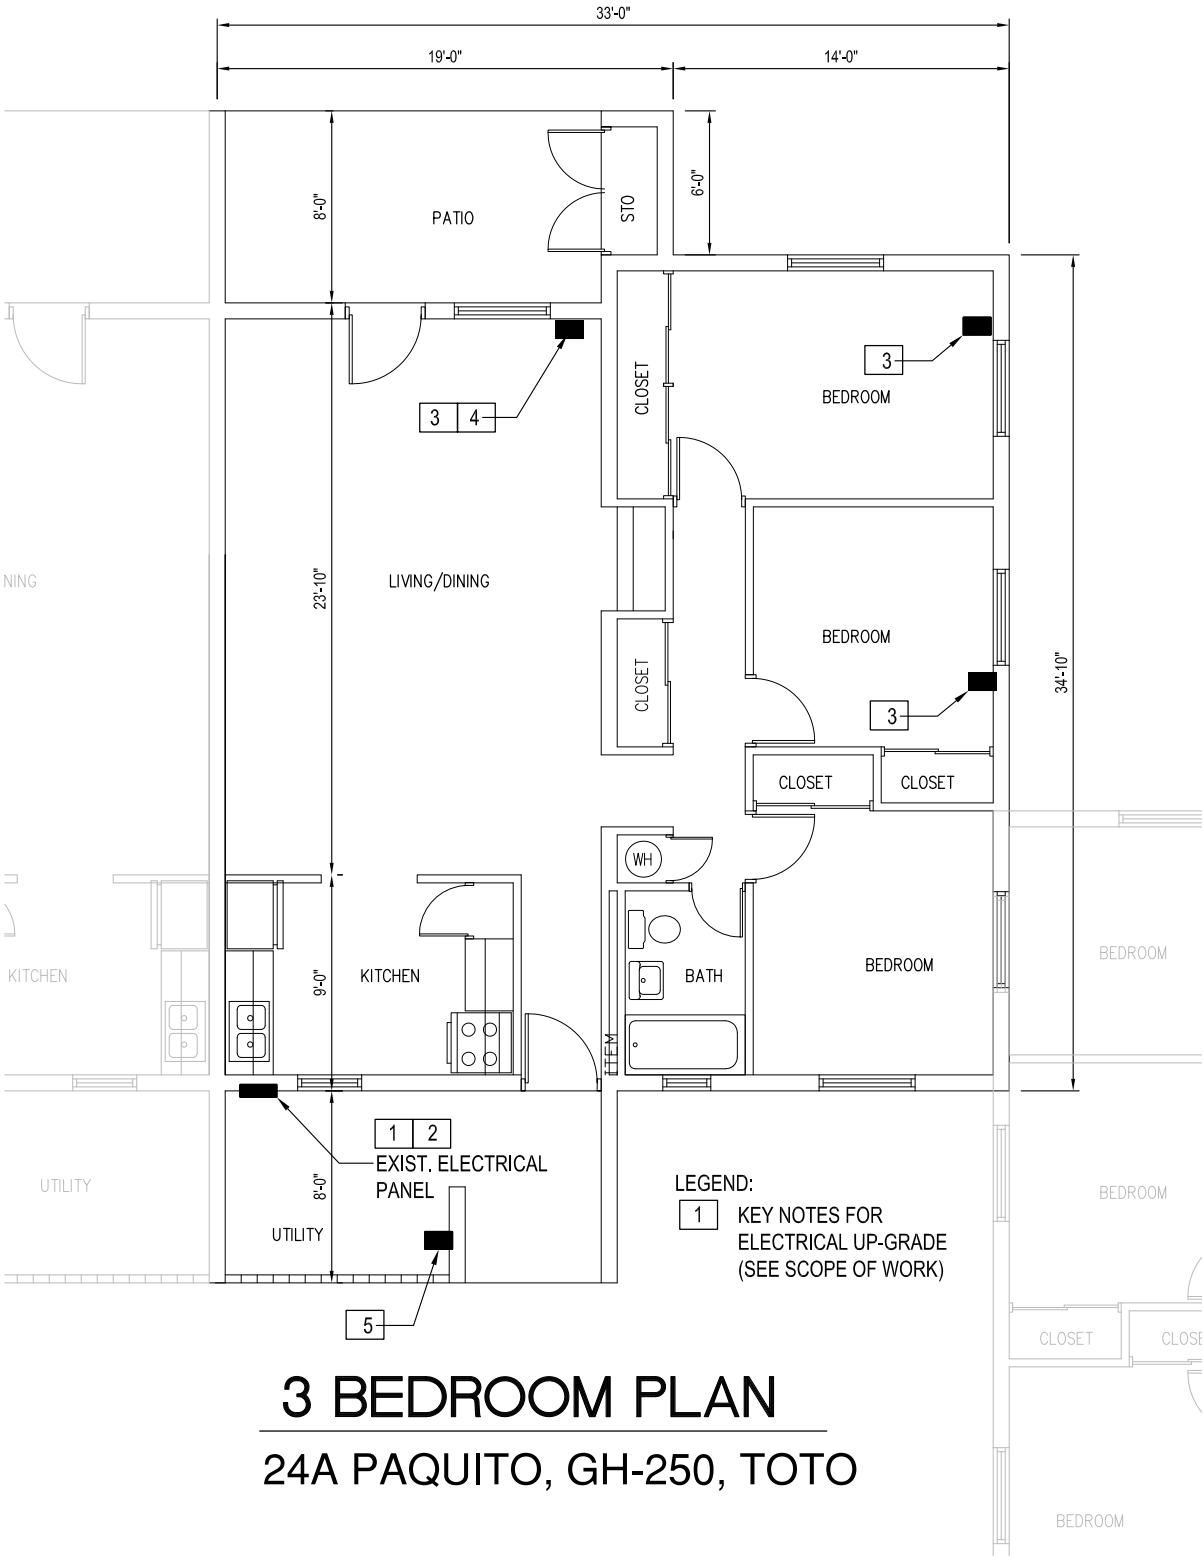 33'-0"
19'-0"
14'-0"
8'-0"
PATIO
STO
6'-0"
3
BEDROOM
CLOSET
3 4
NING
23'-10"
LIVING/DINING
BEDROOM
CLOSET
34'-10"
3
CLOSET
CLOSET
WH
BEDROOM
BEDROOM
KITCHEN
9'-0"
KITCHEN
BATH
ITEM
1 2
EXIST. ELECTRICAL
PANEL
UTILITY
8'-0"
UTILITY
5
LEGEND:
1 KEY NOTES FOR
ELECTRICAL UP-GRADE
(SEE SCOPE OF WORK)
BEDROOM
CLOSET
CLOSE
3 BEDROOM PLAN
24A PAQUITO, GH-250, TOTO
BEDROOM